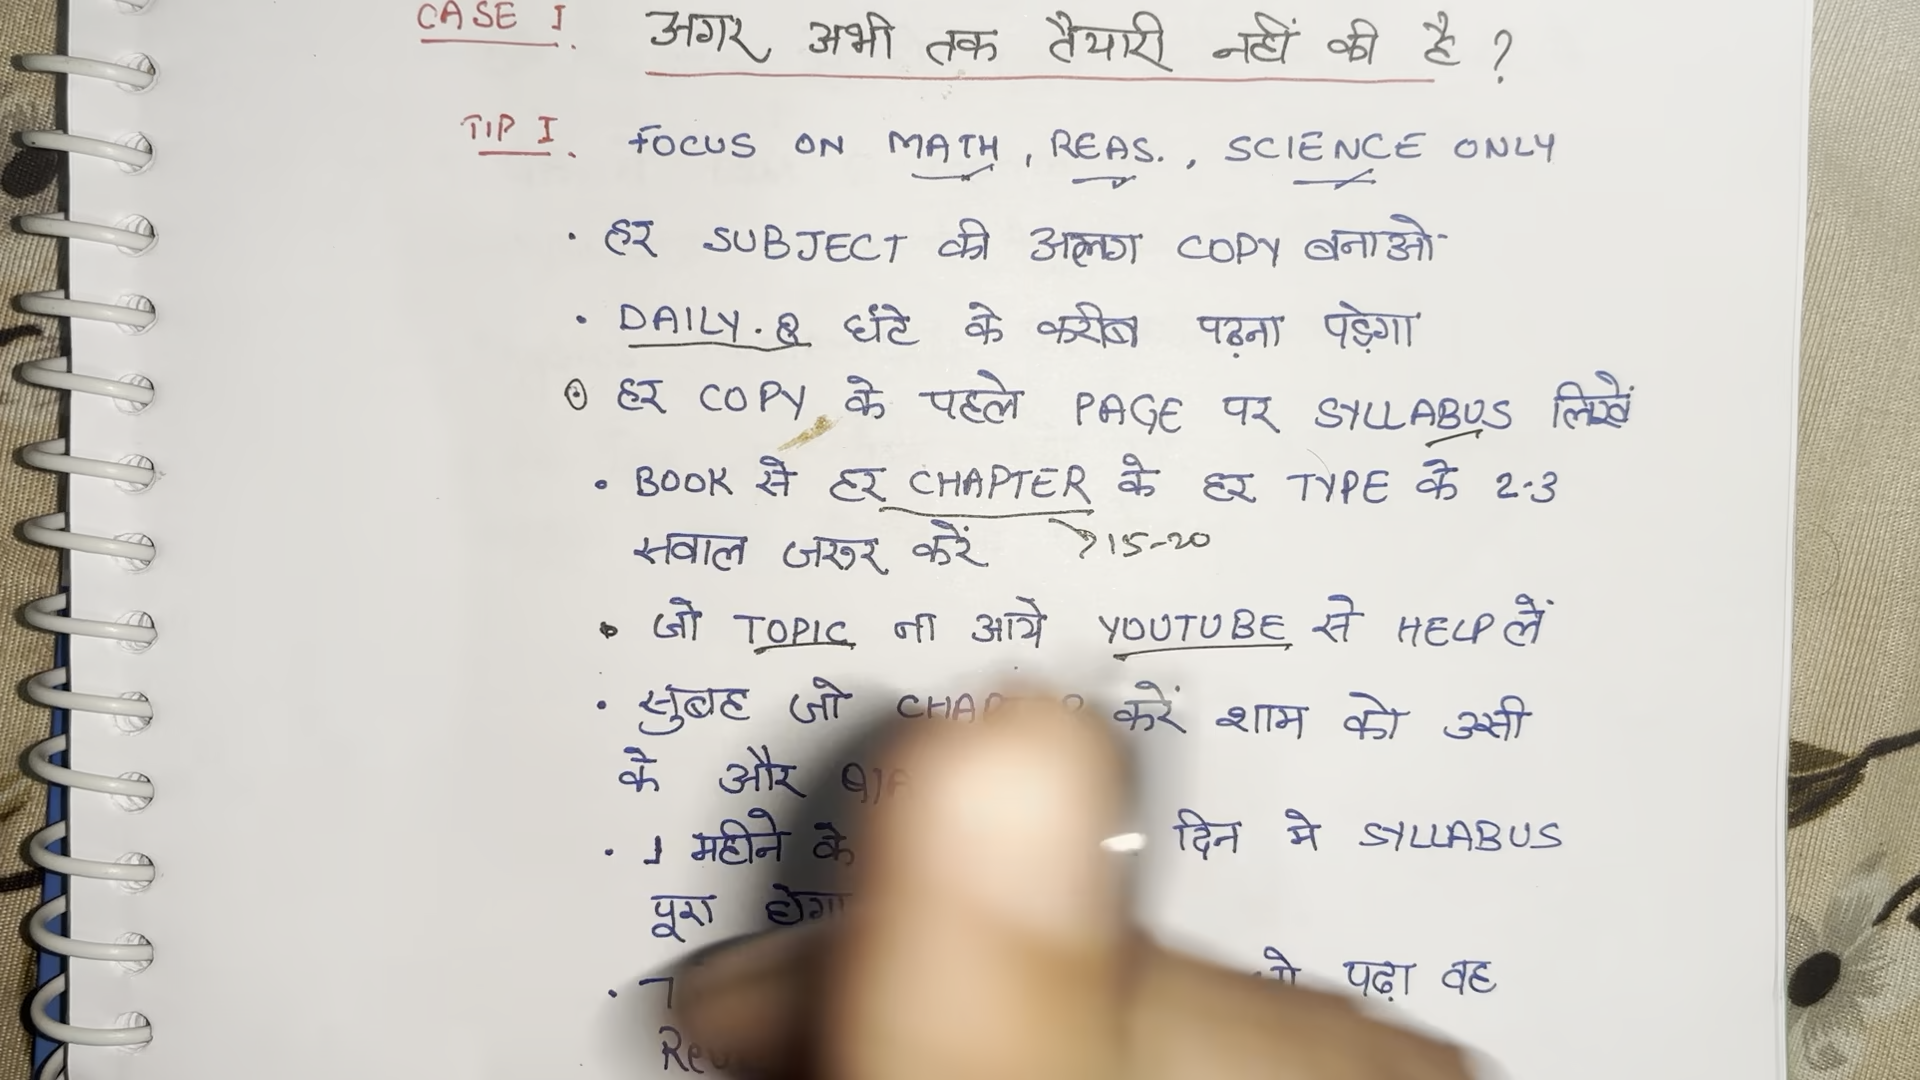 CASE I. अगर अभी तक तैयारी नहीं की है ?
TIP I. FOCUS ON MATH, REAS., SCIENCE ONLY
· हर SUBJECT की अलग COPY बनाओ
· DAILY. 8 घंटे के करीब पढ़ना पड़ेगा
⊙ हर COPY के पहले PAGE पर SYLLABUS लिखें
· BOOK से हर CHAPTER के हर TYPE के 2-3
सवाल जरुर करें > 15-20
· जो TOPIC ना आये YOUTUBE से HELP लें
· सुबह जो करें शाम को उसी
के और
· 1 महीने के दिन मे SYLLABUS
पूरा
· पढ़ा वह